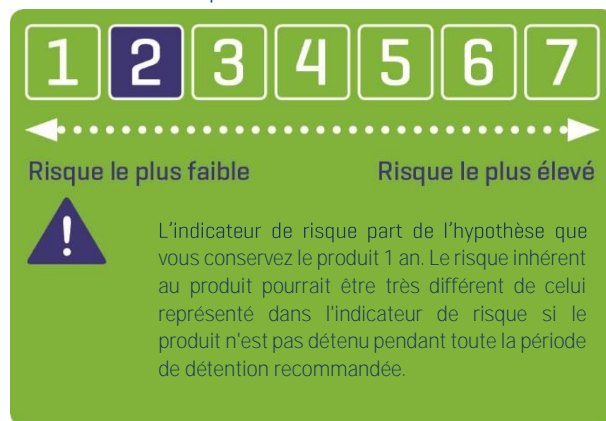 1 2 3 4 5 6 7
Risque le plus faible Risque le plus élevé
!
L'indicateur de risque part de l'hypothèse que
vous conservez le produit 1 an. Le risque inhérent
au produit pourrait être très différent de celui
représenté dans l'indicateur de risque si le
produit n'est pas détenu pendant toute la période
de détention recommandée.